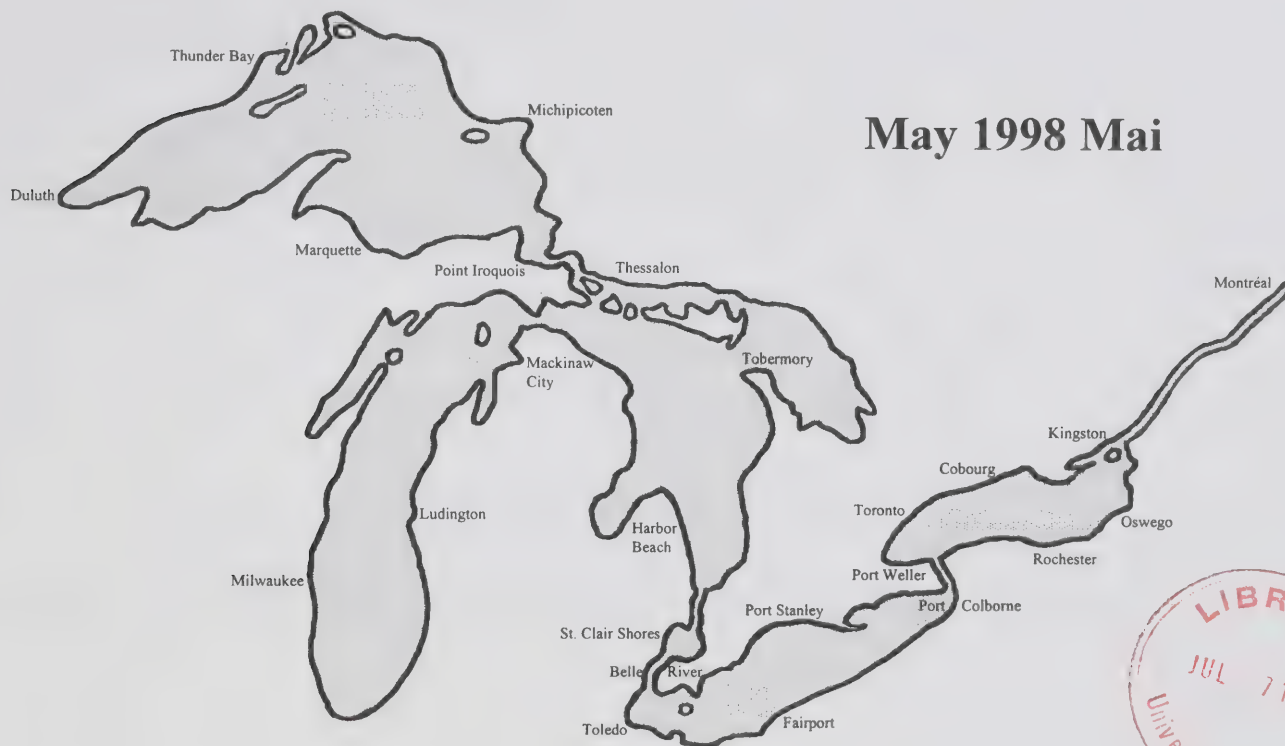 Thunder Bay
Michipicoten
May 1998 Mai
Duluth
Marquette
Point Iroquois
Thessalon
Montréal
Mackinaw
City
Tobermory
Kingston
Cobourg
Ludington
Toronto
Oswego
Harbor
Beach
Rochester
Milwaukee
Port Weller
Port Stanley
Port Colborne
St. Clair Shores
Belle River
Toledo
Fairport
LIBR
JUL